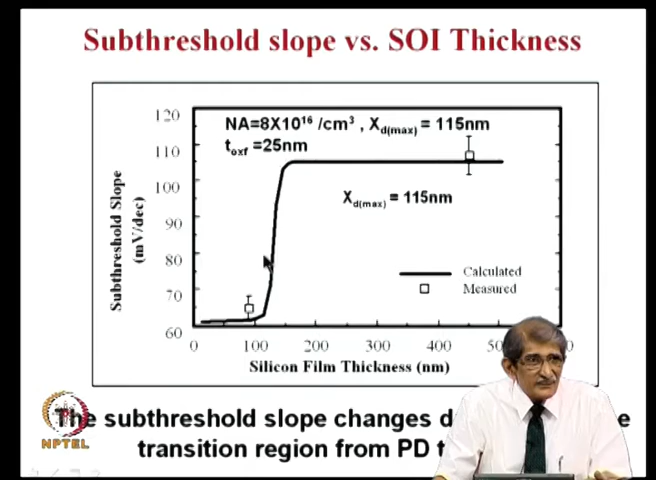 Subthreshold slope vs. SOI Thickness
NA=8X10¹⁶ /cm³ , Xd(max) = 115nm
toxf =25nm
Xd(max) = 115nm
Calculated
Measured
120
110
100
90
80
70
60
Subthreshold Slope
(mV/dec)
0
100
200
300
400
Silicon Film Thickness (nm)
The subthreshold slope changes
transition region from PD
NPTEL